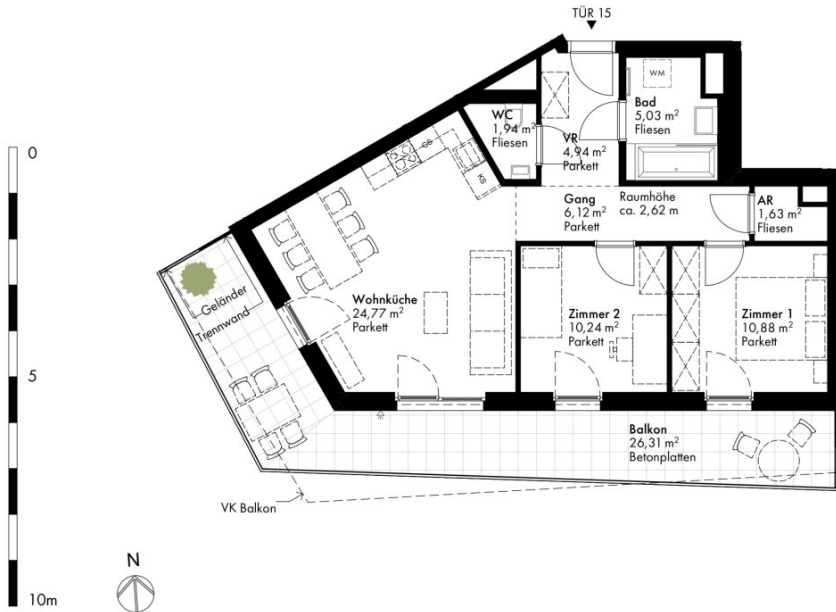 TÜR 15
WM
Bad
5,03 m²
Fliesen
WC
1,94 m²
Fliesen
VR
4,94 m²
Parkett
GS
KS
Gang
6,12 m²
Parkett
Raumhöhe
ca. 2,62 m
AR
1,63 m²
Fliesen
Geländer
Trennwand
Wohnküche
24,77 m²
Parkett
Zimmer 2
10,24 m²
Parkett
Zimmer 1
10,88 m²
Parkett
Balkon
26,31 m²
Betonplatten
VK Balkon
0
5
10m
N